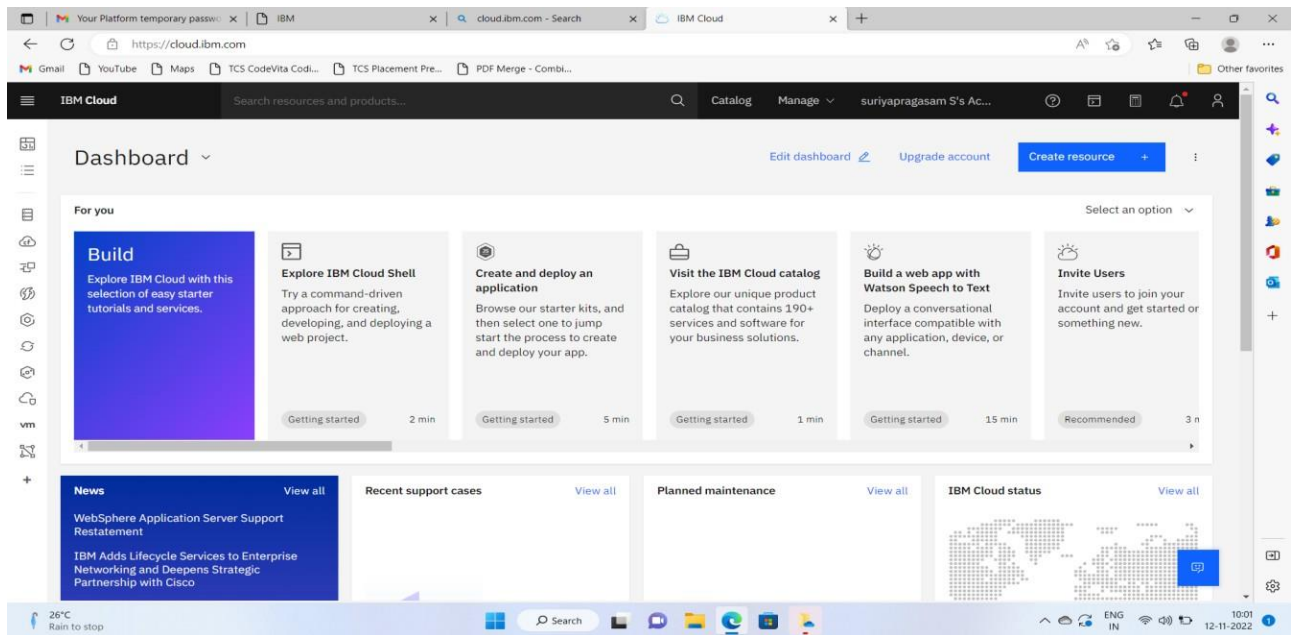 Your Platform temporary passwo
IBM
cloud.ibm.com - Search
IBM Cloud
https://cloud.ibm.com
Gmail YouTube Maps TCS CodeVita Codi... TCS Placement Pre... PDF Merge - Combi... Other favorites
IBM Cloud Search resources and products... Catalog Manage suriyapragasam S's Ac...
Dashboard Edit dashboard Upgrade account Create resource +
For you Select an option
Build
Explore IBM Cloud with this
selection of easy starter
tutorials and services.
Explore IBM Cloud Shell
Try a command-driven
approach for creating,
developing, and deploying a
web project.
Getting started 2 min
Create and deploy an
application
Browse our starter kits, and
then select one to jump
start the process to create
and deploy your app.
Getting started 5 min
Visit the IBM Cloud catalog
Explore our unique product
catalog that contains 190+
services and software for
your business solutions.
Getting started 1 min
Build a web app with
Watson Speech to Text
Deploy a conversational
interface compatible with
any application, device, or
channel.
Getting started 15 min
Invite Users
Invite users to join your
account and get started or
something new.
Recommended 3 n
vm
News View all
WebSphere Application Server Support
Restatement
IBM Adds Lifecycle Services to Enterprise
Networking and Deepens Strategic
Partnership with Cisco
Recent support cases View all
Planned maintenance View all
IBM Cloud status View all
26°C
Rain to stop
Search
ENG
IN
10:01
12-11-2022